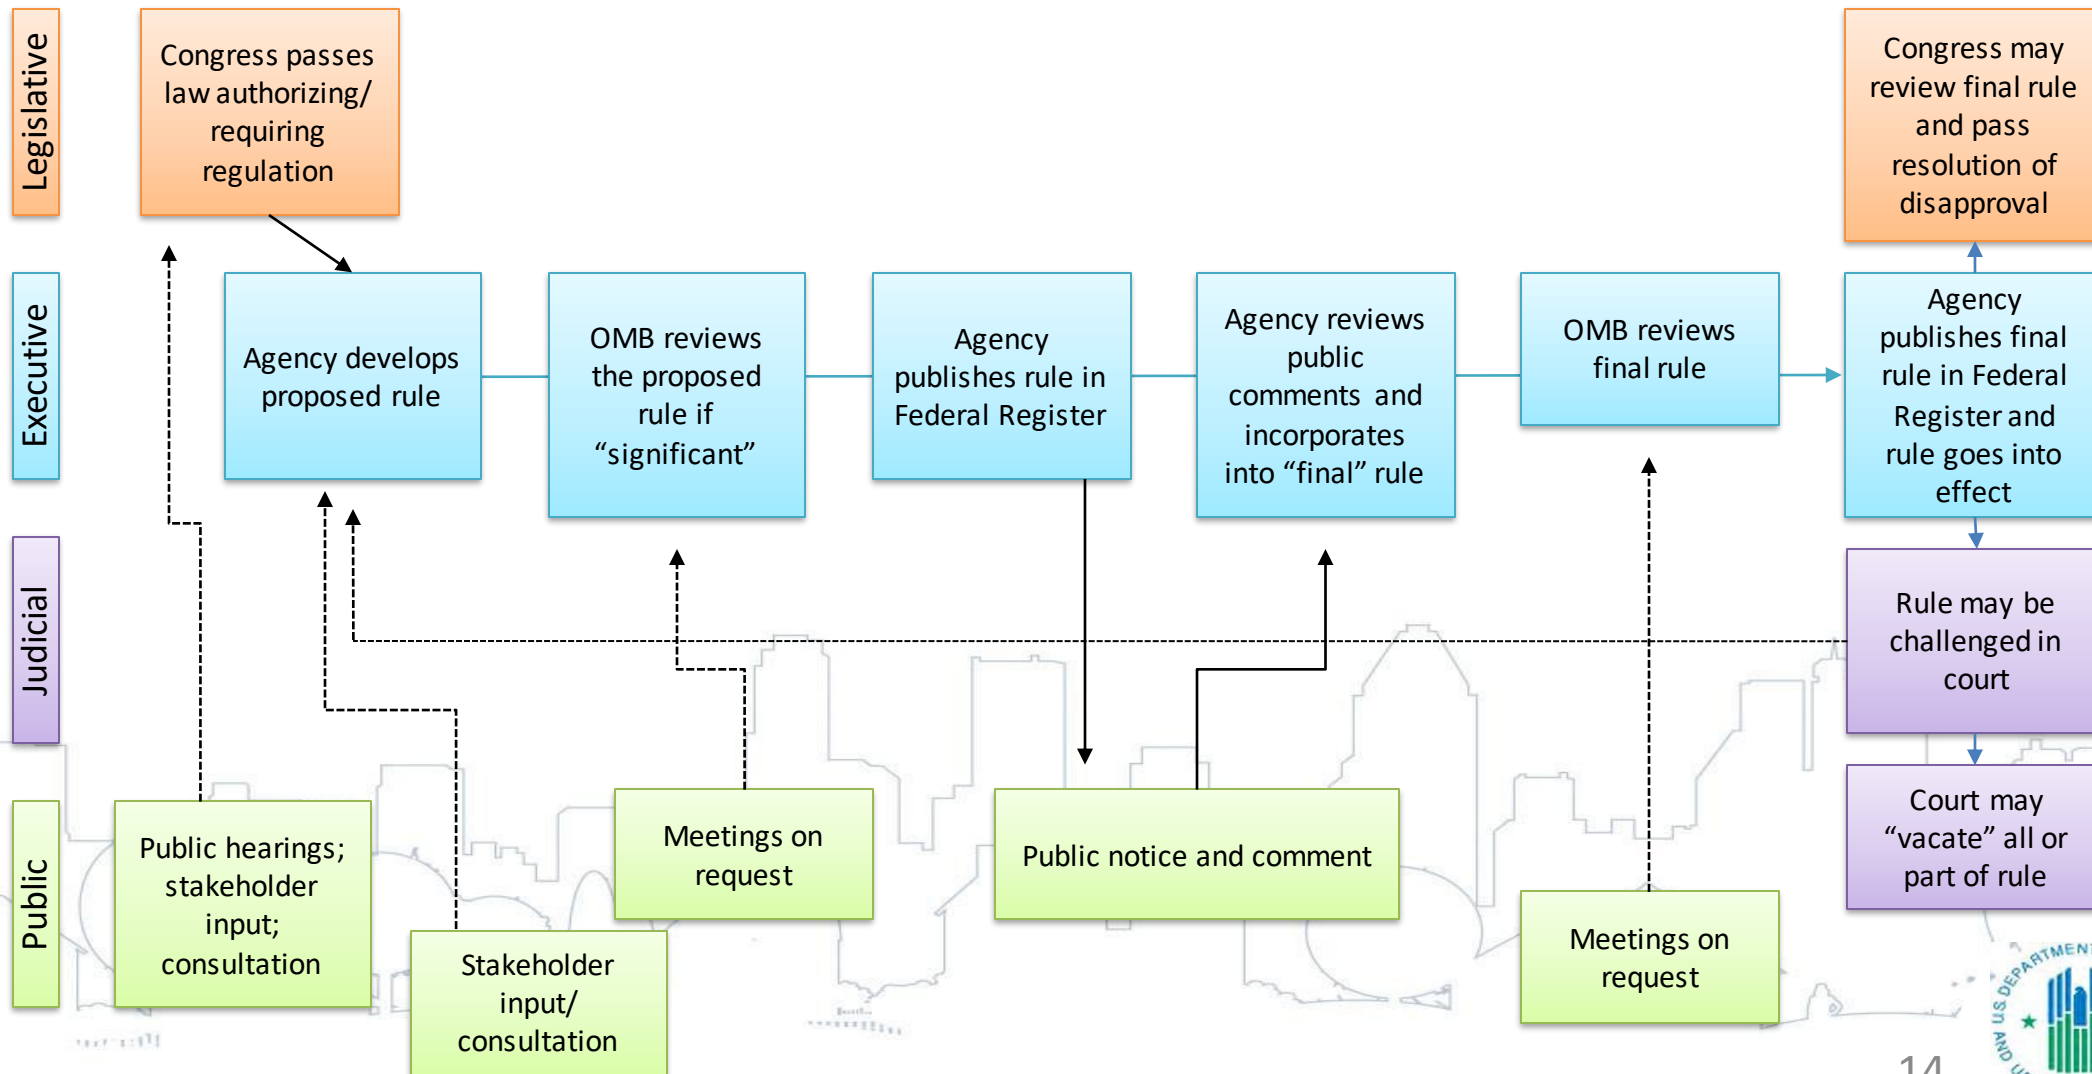 Legislative
Congress passes
law authorizing/
requiring
regulation
Congress may
review final rule
and pass
resolution of
disapproval
Executive
Agency develops
proposed rule
OMB reviews
the proposed
rule if
“significant”
Agency
publishes rule in
Federal Register
Agency reviews
public
comments and
incorporates
into “final” rule
OMB reviews
final rule
Agency
publishes final
rule in Federal
Register and
rule goes into
effect
Judicial
Rule may be
challenged in
court
Court may
“vacate” all or
part of rule
Public
Public hearings;
stakeholder
input;
consultation
Stakeholder
input/
consultation
Meetings on
request
Public notice and comment
Meetings on
request
14
U.S. DEPARTMENT
AND